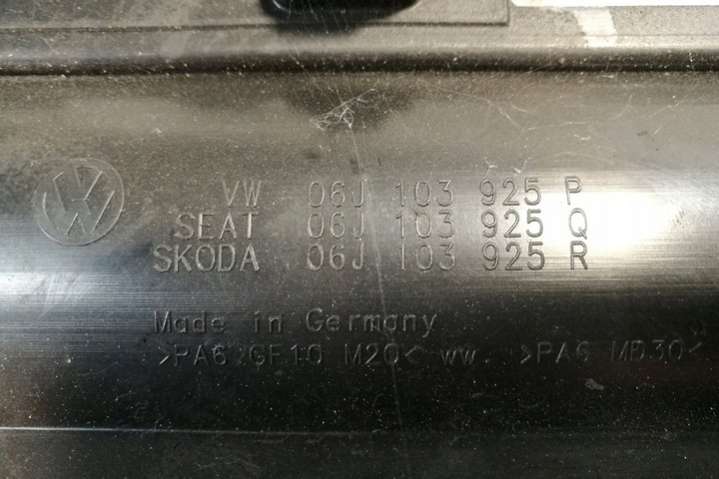 VW 06J 103 925 P
SEAT 06J 103 925 Q
SKODA 06J 103 925 R
Made in Germany
>PA6 GF10 M20< ww. >PA6 MD30<